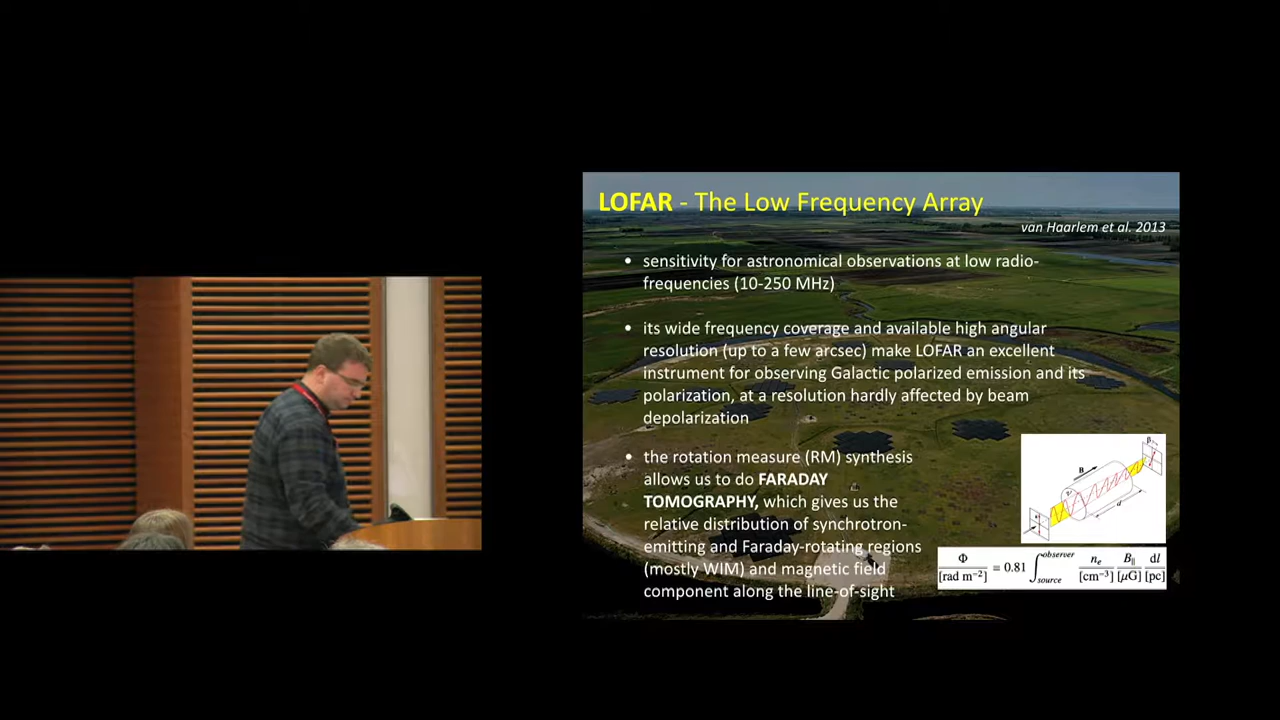 LOFAR - The Low Frequency Array
van Haarlem et al. 2013
• sensitivity for astronomical observations at low radio-
frequencies (10-250 MHz)
• its wide frequency coverage and available high angular
resolution (up to a few arcsec) make LOFAR an excellent
instrument for observing Galactic polarized emission and its
polarization, at a resolution hardly affected by beam
depolarization
• the rotation measure (RM) synthesis
allows us to do FARADAY
TOMOGRAPHY, which gives us the
relative distribution of synchrotron-
emitting and Faraday-rotating regions
(mostly WIM) and magnetic field
component along the line-of-sight
β
B
ν
d
Φ/[rad m⁻²] = 0.81 ∫_source^observer n_e/[cm⁻³] B_∥/[μG] dl/[pc]